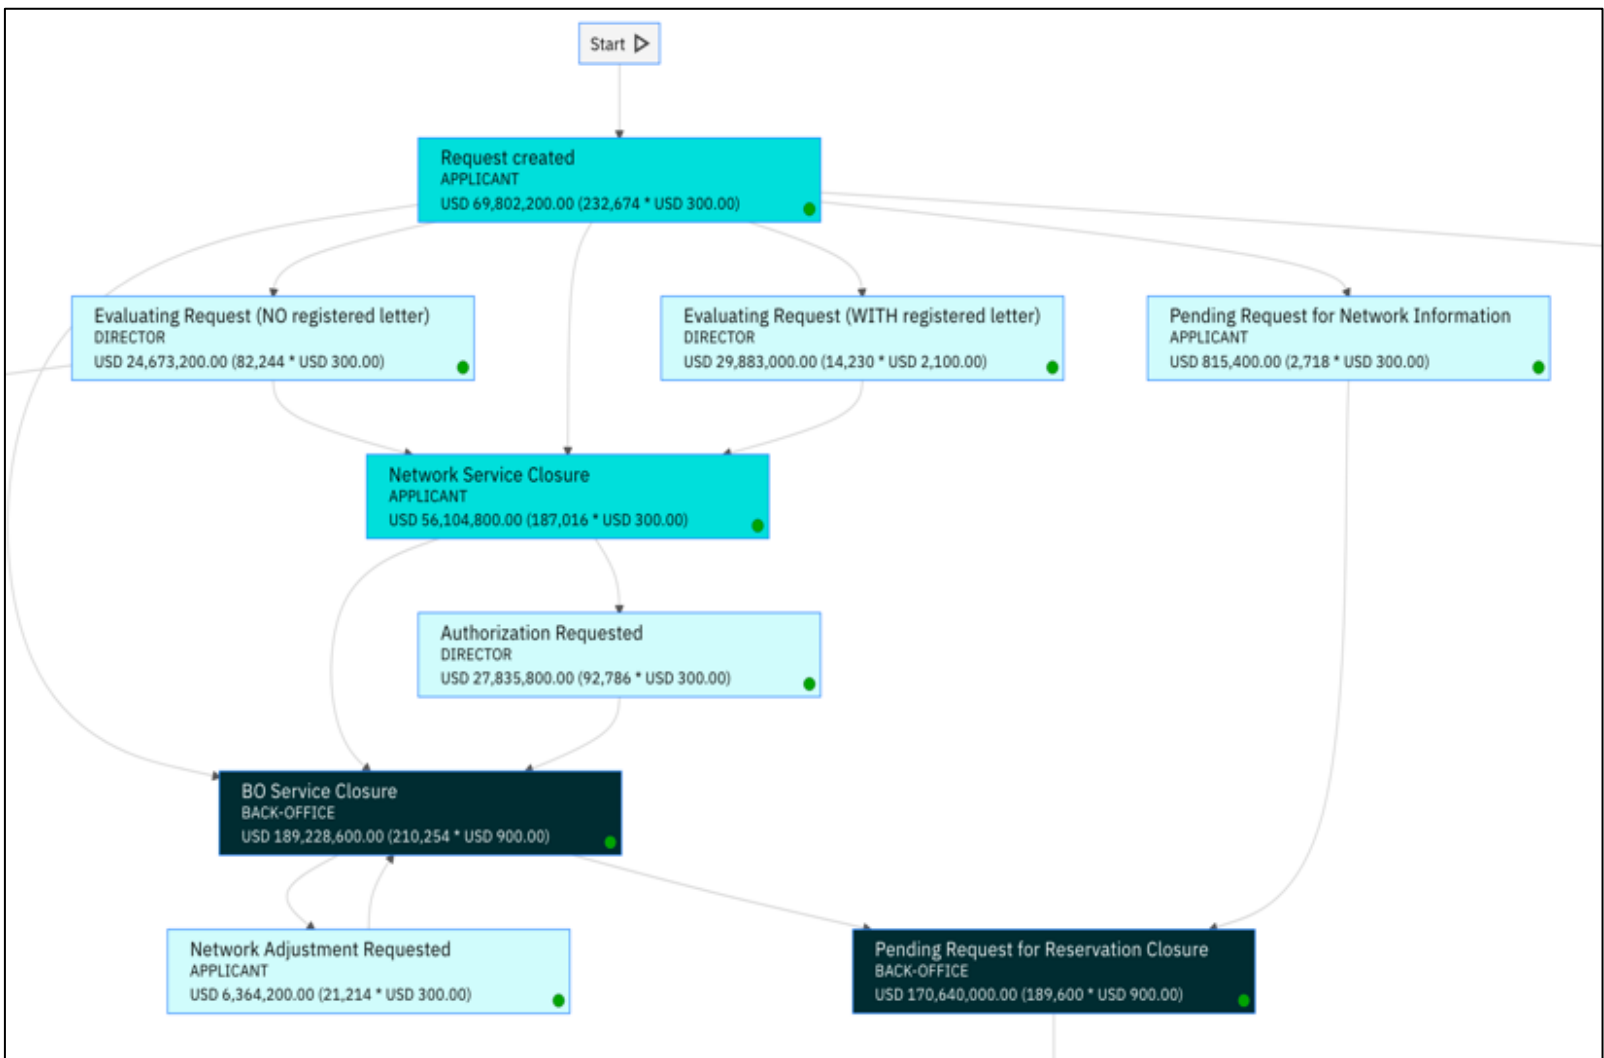 Start
Request created
APPLICANT
USD 69,802,200.00 (232,674 * USD 300.00)
Evaluating Request (NO registered letter)
DIRECTOR
USD 24,673,200.00 (82,244 * USD 300.00)
Evaluating Request (WITH registered letter)
DIRECTOR
USD 29,883,000.00 (14,230 * USD 2,100.00)
Pending Request for Network Information
APPLICANT
USD 815,400.00 (2,718 * USD 300.00)
Network Service Closure
APPLICANT
USD 56,104,800.00 (187,016 * USD 300.00)
Authorization Requested
DIRECTOR
USD 27,835,800.00 (92,786 * USD 300.00)
BO Service Closure
BACK-OFFICE
USD 189,228,600.00 (210,254 * USD 900.00)
Network Adjustment Requested
APPLICANT
USD 6,364,200.00 (21,214 * USD 300.00)
Pending Request for Reservation Closure
BACK-OFFICE
USD 170,640,000.00 (189,600 * USD 900.00)